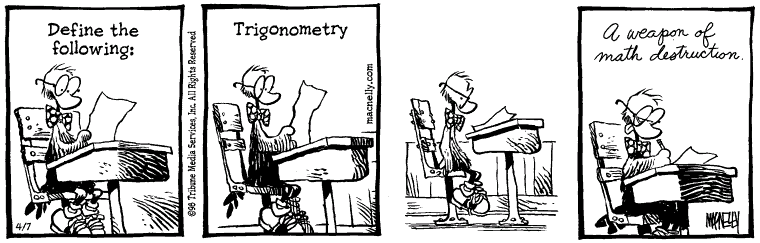 Define the
following:
4/7
©98 Tribune Media Services, Inc. All Rights Reserved
Trigonometry
macnelly.com
A weapon of
math destruction.
MACNELLY